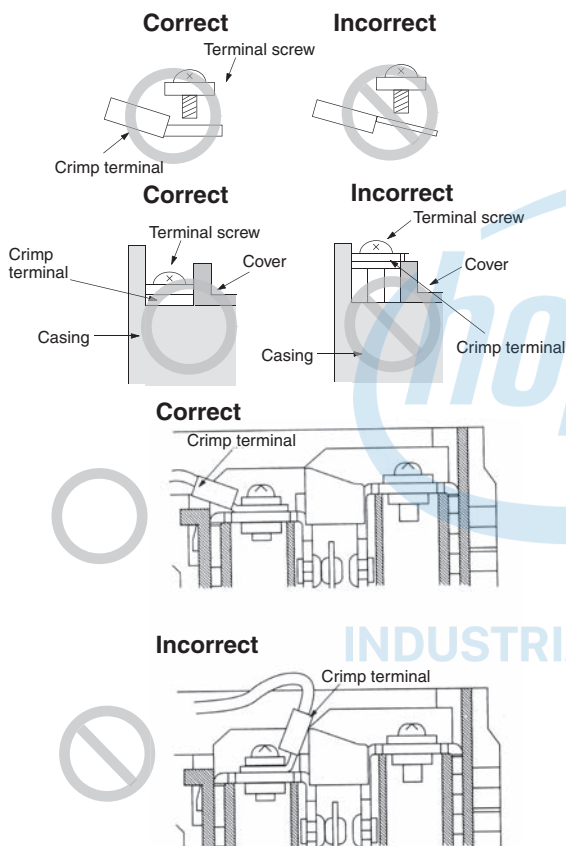 Correct Incorrect
Terminal screw
Crimp terminal
Correct Incorrect
Terminal screw Terminal screw
Crimp
terminal
Cover Cover
Casing Crimp terminal
Casing
Correct
Crimp terminal
hop
INDUSTRI
Incorrect
Crimp terminal